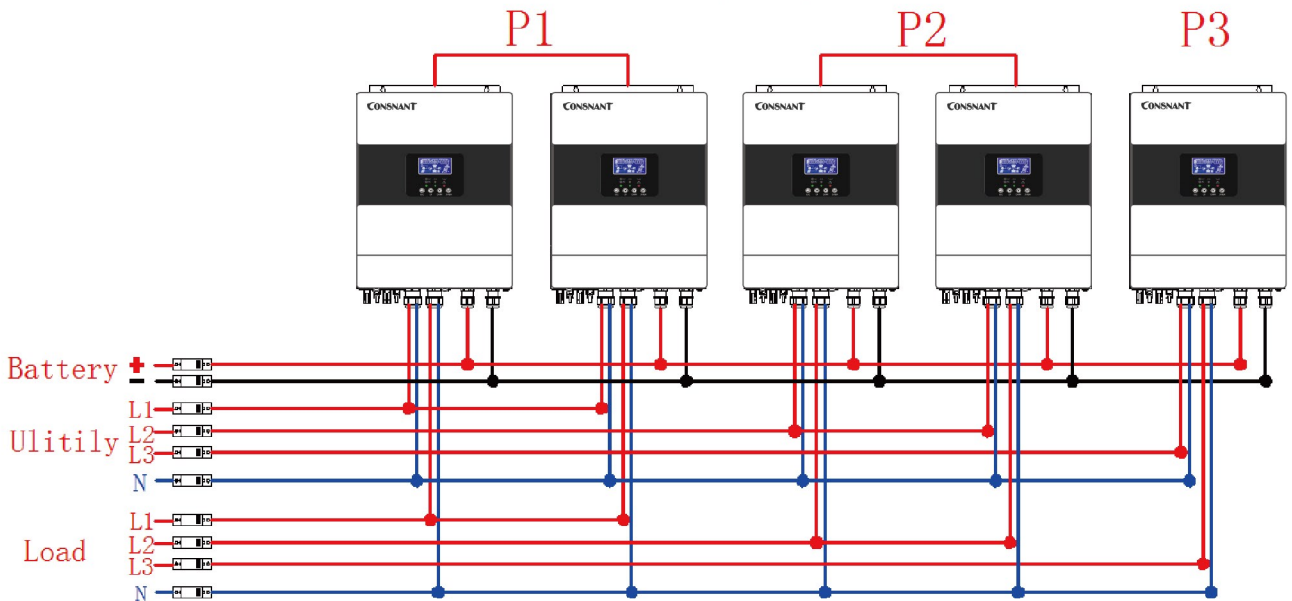 P1 P2 P3
CONSNANT CONSNANT CONSNANT CONSNANT CONSNANT
Battery +
-
L1
Ulitily L2
L3
N
L1
Load L2
L3
N